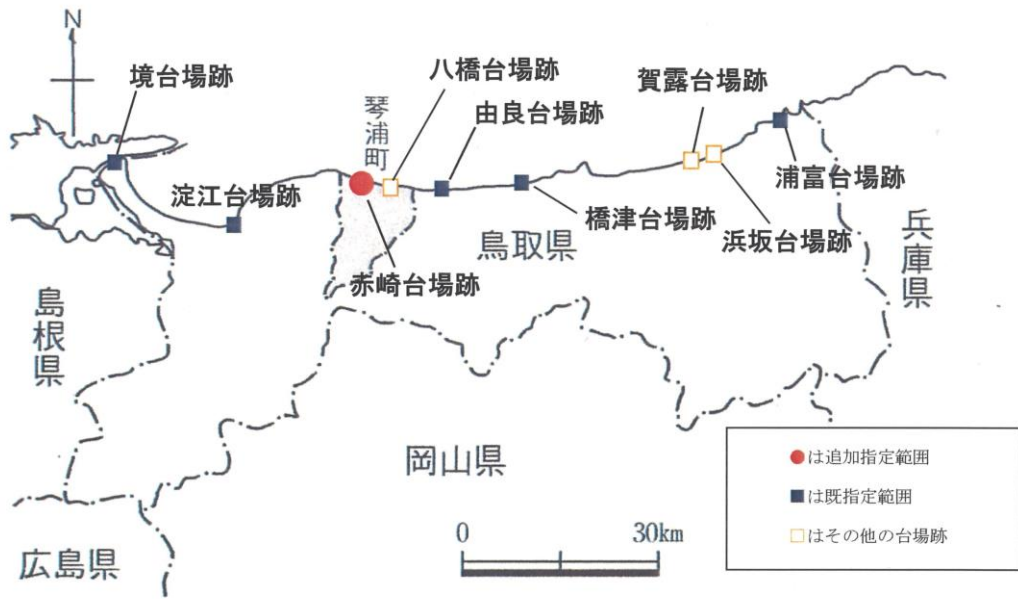 N
境台場跡
淀江台場跡
琴浦町
八橋台場跡
由良台場跡
賀露台場跡
浦富台場跡
橋津台場跡
浜坂台場跡
赤崎台場跡
鳥取県
兵庫県
島根県
岡山県
広島県
0 30km
●は追加指定範囲
■は既指定範囲
□はその他の台場跡